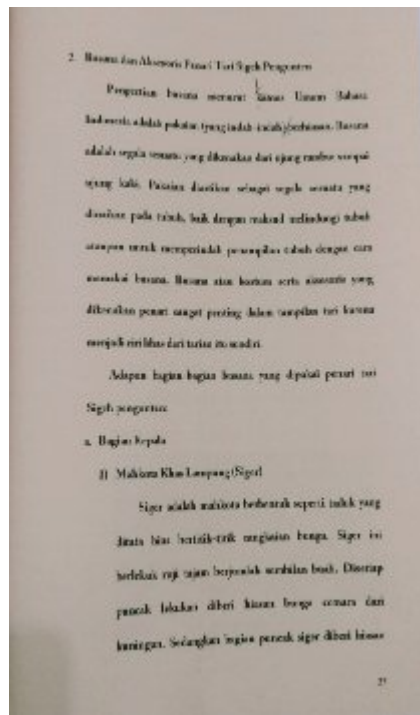 2. Busana dan Aksesoris Penari Tari Sigeh Pengunten
Pengertian busana menurut kamus Umum Bahasa
Indonesia adalah pakaian (yang indah-indah) perhiasan. Busana
adalah segala sesuatu yang dikenakan dari ujung rambut sampai
ujung kaki. Pakaian diartikan sebagai segala sesuatu yang
dikenakan pada tubuh, baik dengan maksud melindungi tubuh
ataupun untuk memperindah penampilan tubuh dengan cara
memakai busana. Busana atau kostum serta aksesoris yang
dikenakan penari sangat penting dalam tampilan tari karena
menjadi ciri khas dari tarian itu sendiri.
Adapun bagian bagian busana yang dipakai penari tari
Sigeh pengunten:
a. Bagian Kepala
1) Mahkota Khas Lampung (Siger)
Siger adalah mahkota berbentuk seperti tanduk yang
ditata hias bertitik-titik rangkaian bunga. Siger ini
berlekuk ruji tajam berjumlah sembilan buah. Disetiap
puncak lekukan diberi hiasan bunga cemara dari
kuningan. Sedangkan bagian puncak siger diberi hiasan